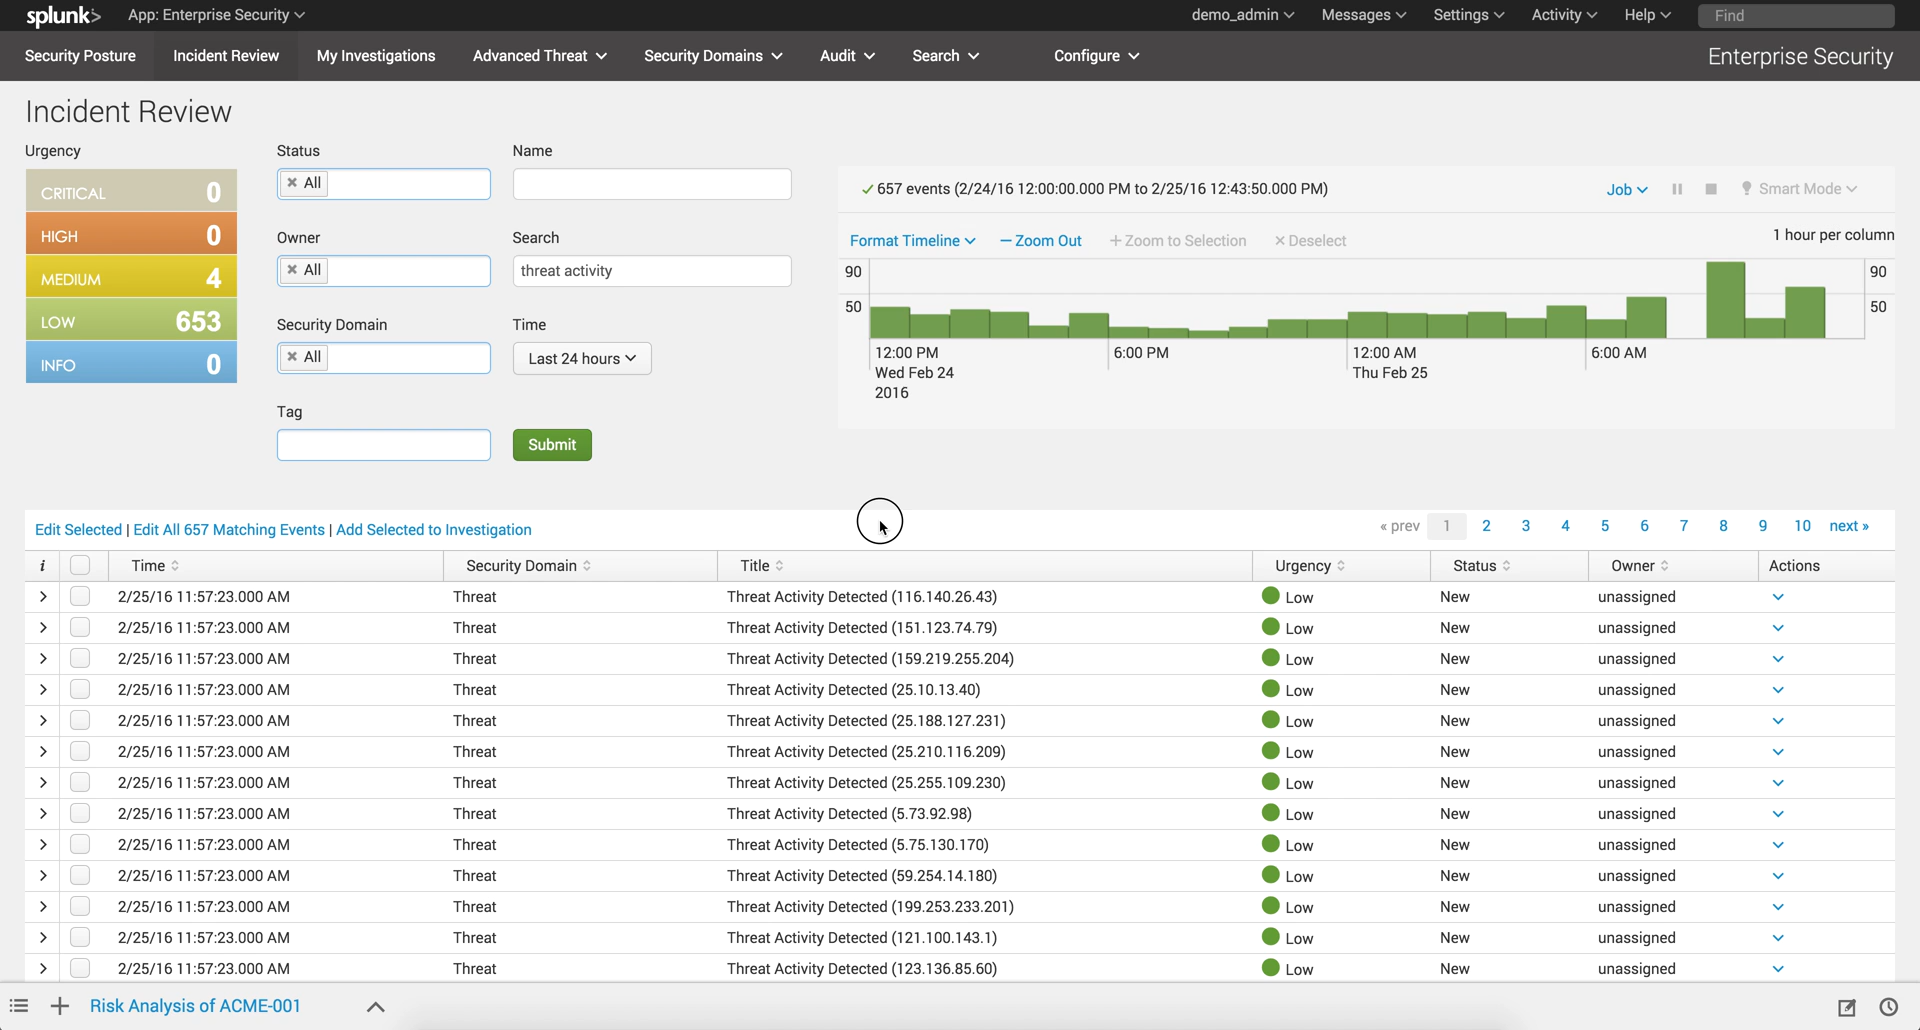 splunk> App: Enterprise Security demo_admin Messages Settings Activity Help Find
Security Posture Incident Review My Investigations Advanced Threat Security Domains Audit Search Configure Enterprise Security
Incident Review
Urgency Status Name
CRITICAL 0
HIGH 0
MEDIUM 4
LOW 653
INFO 0
All
Owner Search
All threat activity
Security Domain Time
All Last 24 hours
Tag
Submit
657 events (2/24/16 12:00:00.000 PM to 2/25/16 12:43:50.000 PM) Job Smart Mode
Format Timeline — Zoom Out + Zoom to Selection × Deselect 1 hour per column
90 90
50 50
12:00 PM 6:00 PM 12:00 AM 6:00 AM
Wed Feb 24 Thu Feb 25
2016
Edit Selected | Edit All 657 Matching Events | Add Selected to Investigation « prev 1 2 3 4 5 6 7 8 9 10 next »
i Time Security Domain Title Urgency Status Owner Actions
2/25/16 11:57:23.000 AM Threat Threat Activity Detected (116.140.26.43) Low New unassigned
2/25/16 11:57:23.000 AM Threat Threat Activity Detected (151.123.74.79) Low New unassigned
2/25/16 11:57:23.000 AM Threat Threat Activity Detected (159.219.255.204) Low New unassigned
2/25/16 11:57:23.000 AM Threat Threat Activity Detected (25.10.13.40) Low New unassigned
2/25/16 11:57:23.000 AM Threat Threat Activity Detected (25.188.127.231) Low New unassigned
2/25/16 11:57:23.000 AM Threat Threat Activity Detected (25.210.116.209) Low New unassigned
2/25/16 11:57:23.000 AM Threat Threat Activity Detected (25.255.109.230) Low New unassigned
2/25/16 11:57:23.000 AM Threat Threat Activity Detected (5.73.92.98) Low New unassigned
2/25/16 11:57:23.000 AM Threat Threat Activity Detected (5.75.130.170) Low New unassigned
2/25/16 11:57:23.000 AM Threat Threat Activity Detected (59.254.14.180) Low New unassigned
2/25/16 11:57:23.000 AM Threat Threat Activity Detected (199.253.233.201) Low New unassigned
2/25/16 11:57:23.000 AM Threat Threat Activity Detected (121.100.143.1) Low New unassigned
2/25/16 11:57:23.000 AM Threat Threat Activity Detected (123.136.85.60) Low New unassigned
Risk Analysis of ACME-001